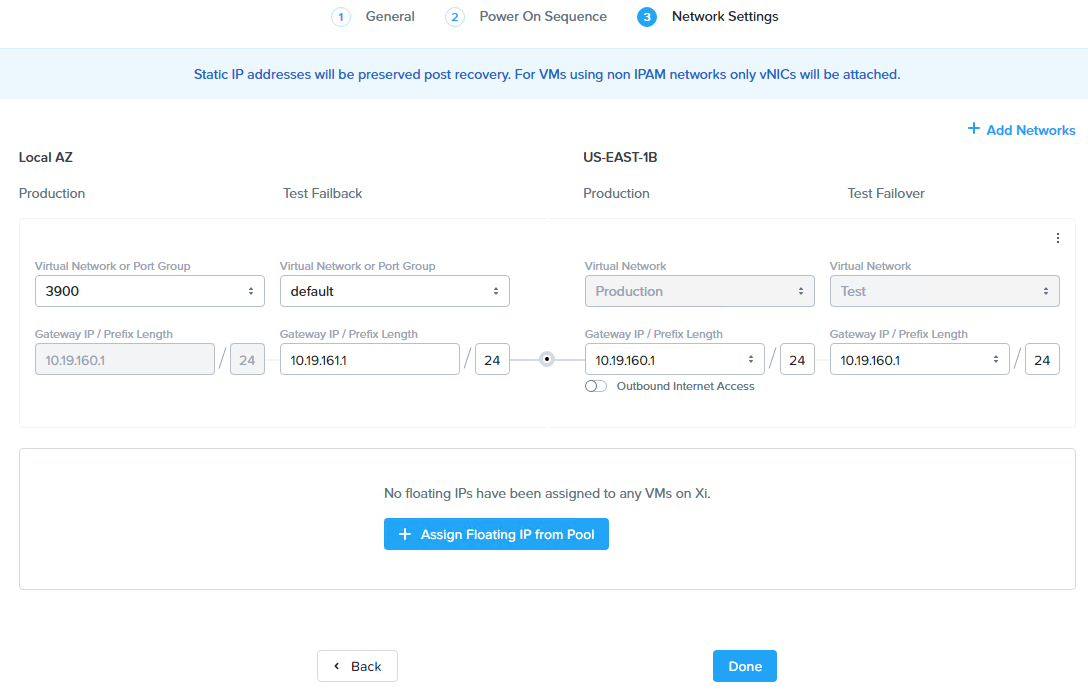 1 General 2 Power On Sequence 3 Network Settings
Static IP addresses will be preserved post recovery. For VMs using non IPAM networks only vNICs will be attached.
+ Add Networks
Local AZ US-EAST-1B
Production Test Failback Production Test Failover
Virtual Network or Port Group Virtual Network or Port Group Virtual Network Virtual Network
3900 default Production Test
Gateway IP / Prefix Length Gateway IP / Prefix Length Gateway IP / Prefix Length Gateway IP / Prefix Length
10.19.160.1 / 24 10.19.161.1 / 24 10.19.160.1 / 24 10.19.160.1 / 24
Outbound Internet Access
No floating IPs have been assigned to any VMs on Xi.
+ Assign Floating IP from Pool
‹ Back Done